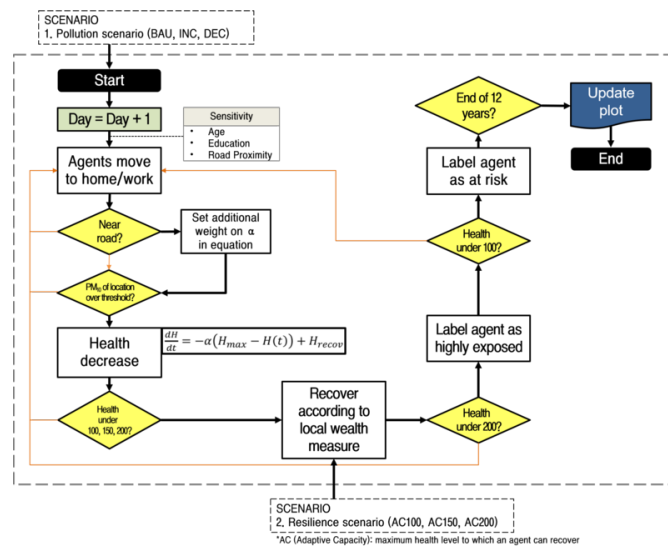 SCENARIO
1. Pollution scenario (BAU, INC, DEC)
Start
Day = Day + 1
Sensitivity
• Age
• Education
• Road Proximity
Agents move
to home/work
Near
road?
Set additional
weight on α
in equation
PM₁₀ of location
over threshold?
Health
decrease
dH/dt = −α(H_max − H(t)) + H_recov
Health
under
100, 150, 200?
Recover
according to
local wealth
measure
Health
under 200?
Label agent as
highly exposed
Health
under 100?
Label agent
as at risk
End of 12
years?
Update
plot
End
SCENARIO
2. Resilience scenario (AC100, AC150, AC200)
*AC (Adaptive Capacity): maximum health level to which an agent can recover